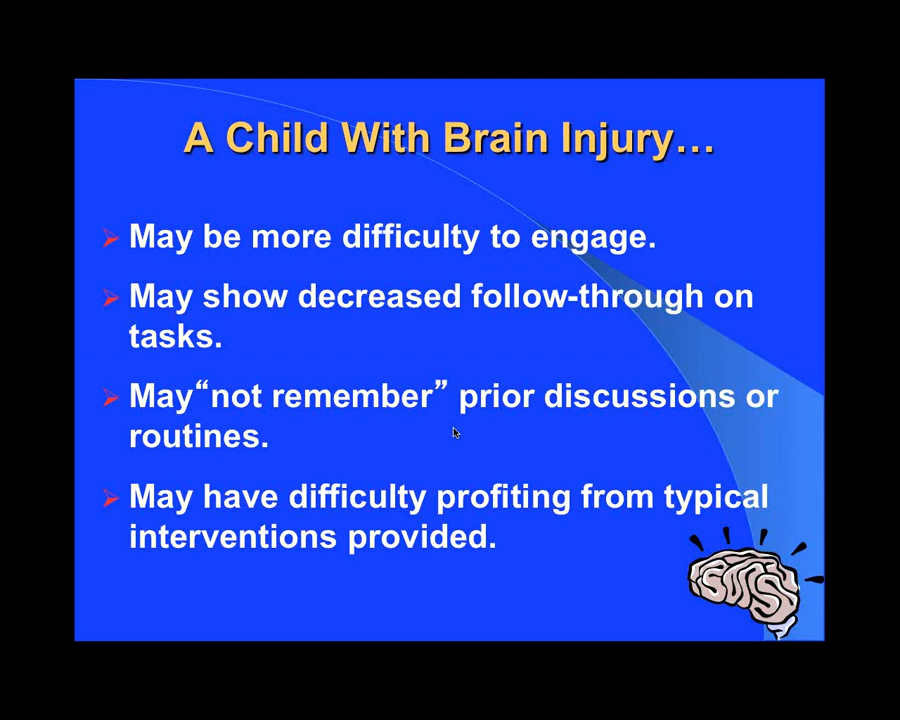 A Child With Brain Injury…
May be more difficulty to engage.
May show decreased follow-through on
tasks.
May“not remember” prior discussions or
routines.
May have difficulty profiting from typical
interventions provided.